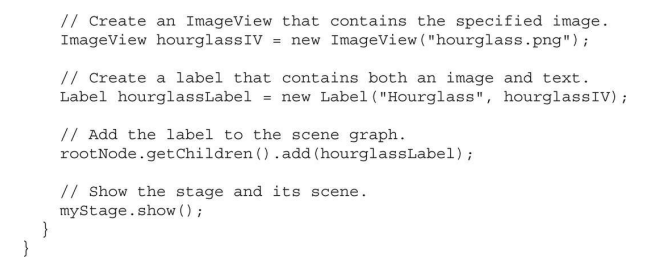 // Create an ImageView that contains the specified image.
ImageView hourglassIV = new ImageView("hourglass.png");
// Create a label that contains both an image and text.
Label hourglassLabel = new Label("Hourglass", hourglassIV);
// Add the label to the scene graph.
rootNode.getChildren().add(hourglassLabel);
// Show the stage and its scene.
myStage.show();
}
}